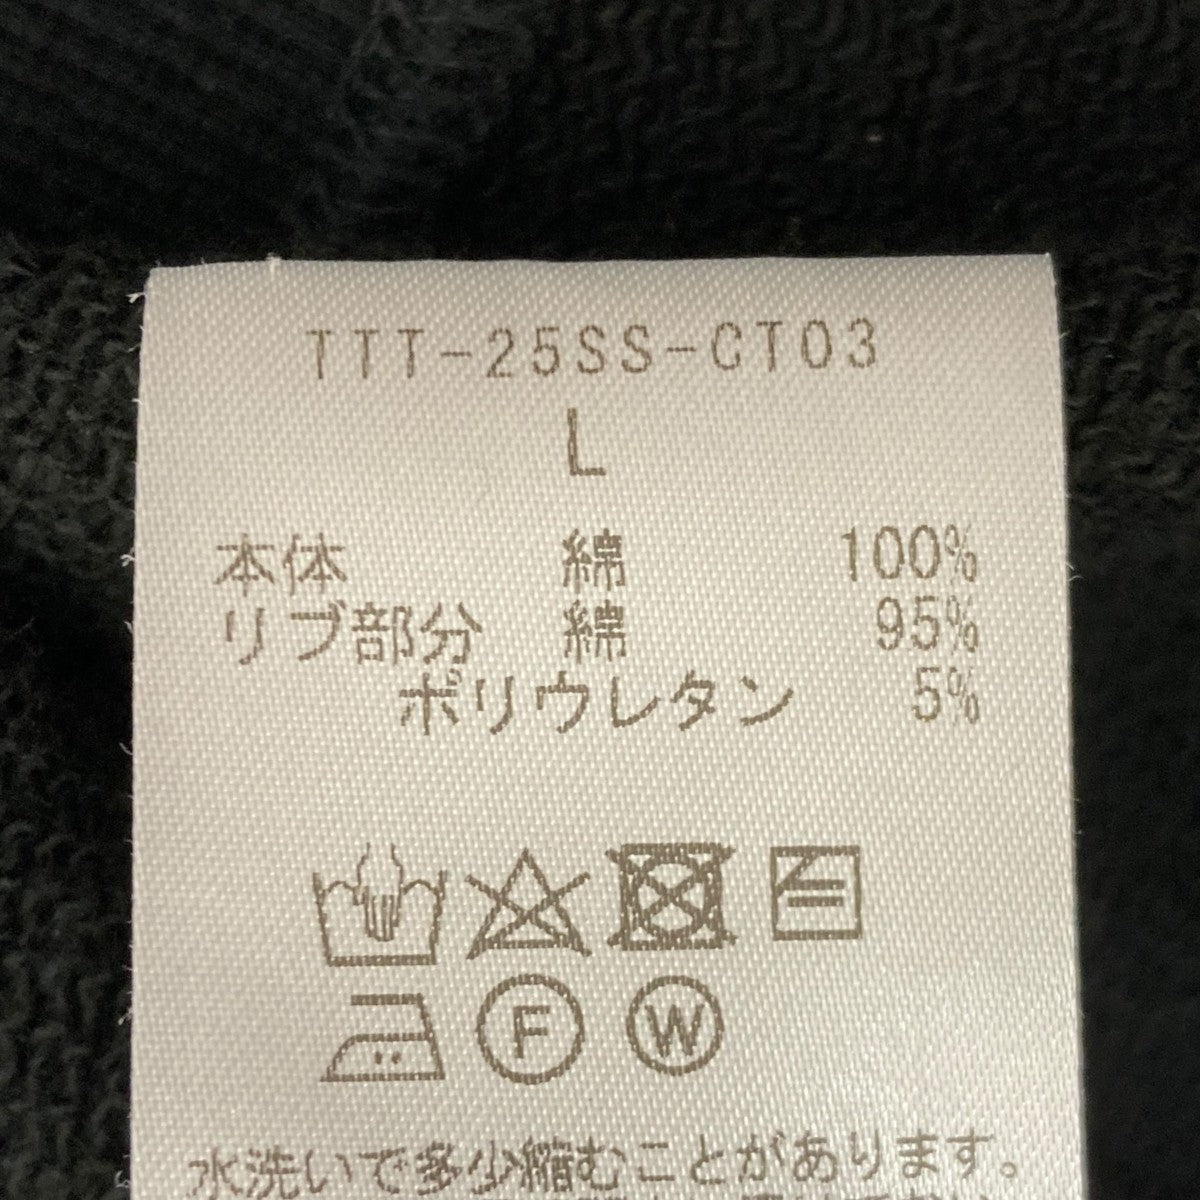 TTT-25SS-CT03
L
本体 綿 100%
リブ部分 綿 95%
ポリウレタン 5%
F W
水洗いで多少縮むことがあります。